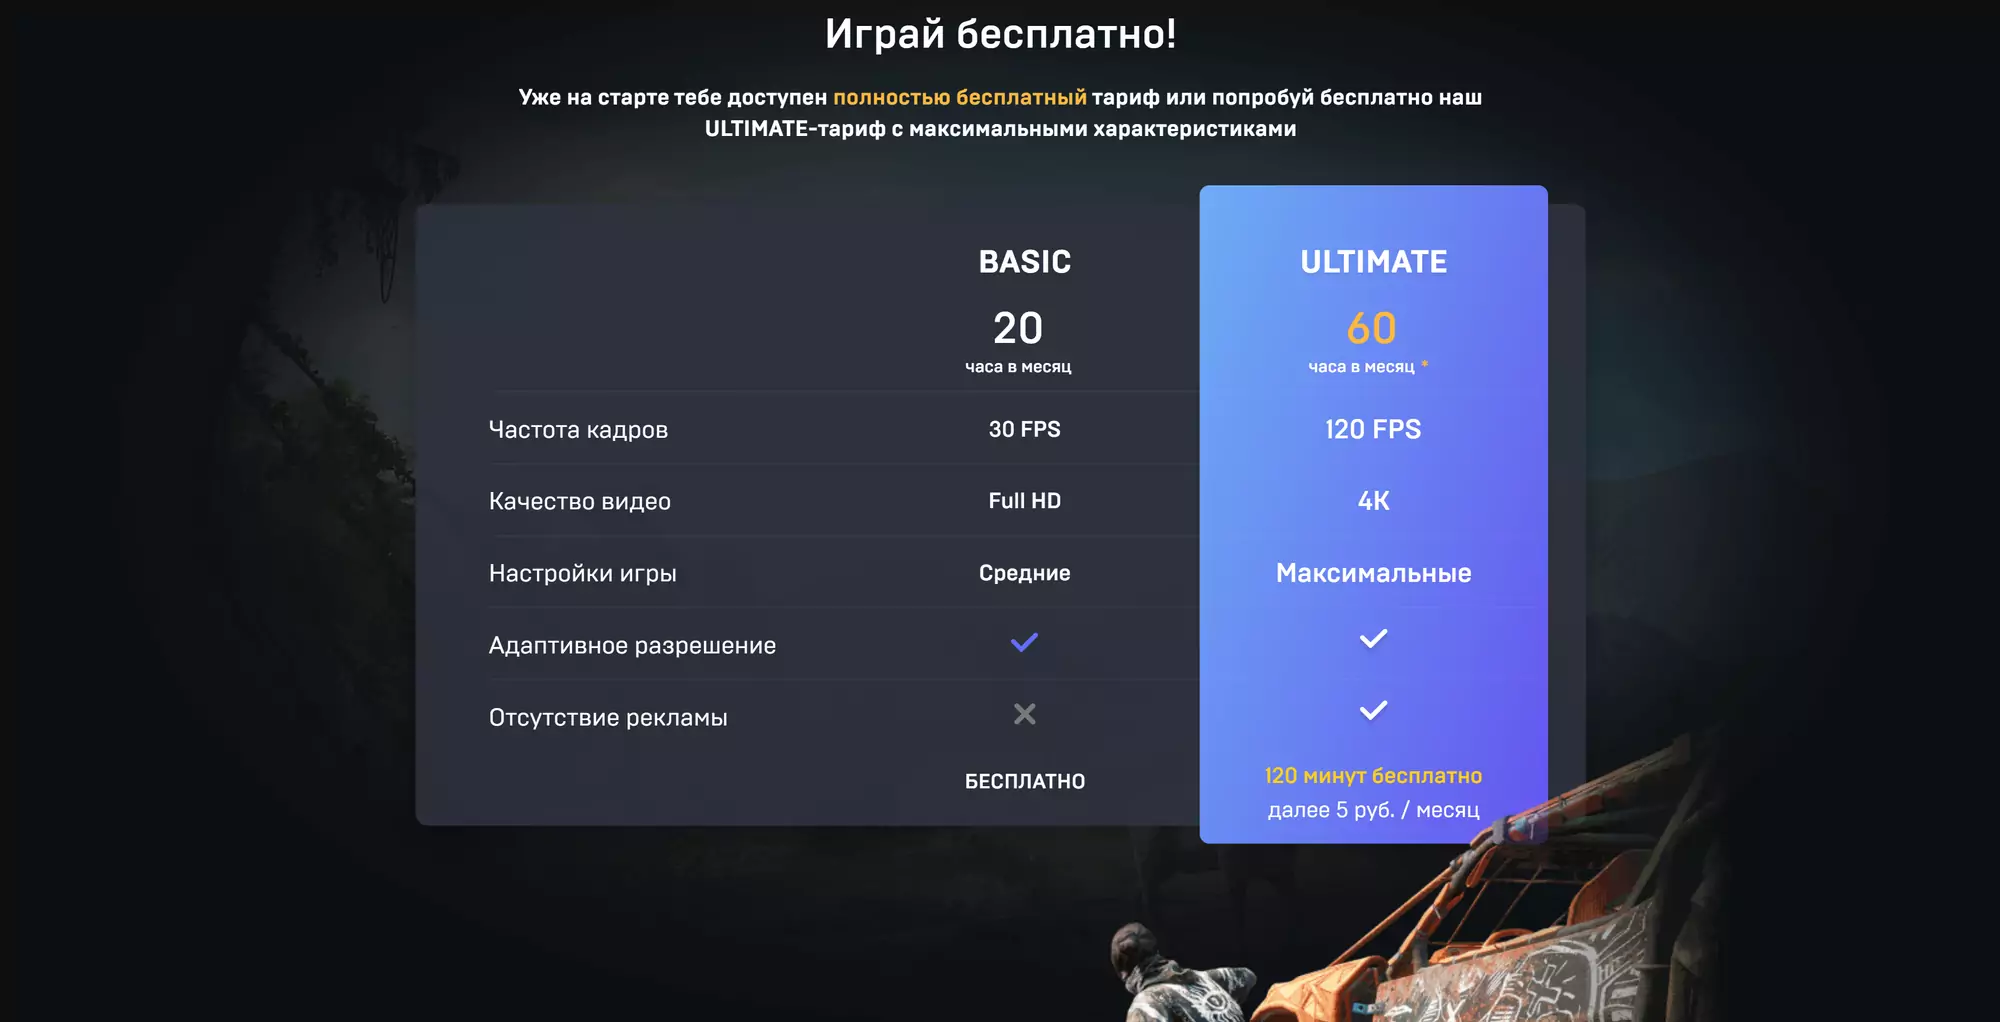 Играй бесплатно!
Уже на старте тебе доступен полностью бесплатный тариф или попробуй бесплатно наш
ULTIMATE-тариф с максимальными характеристиками
BASIC ULTIMATE
20 60
часа в месяц часа в месяц *
Частота кадров 30 FPS 120 FPS
Качество видео Full HD 4K
Настройки игры Средние Максимальные
Адаптивное разрешение
Отсутствие рекламы
БЕСПЛАТНО 120 минут бесплатно
далее 5 руб. / месяц